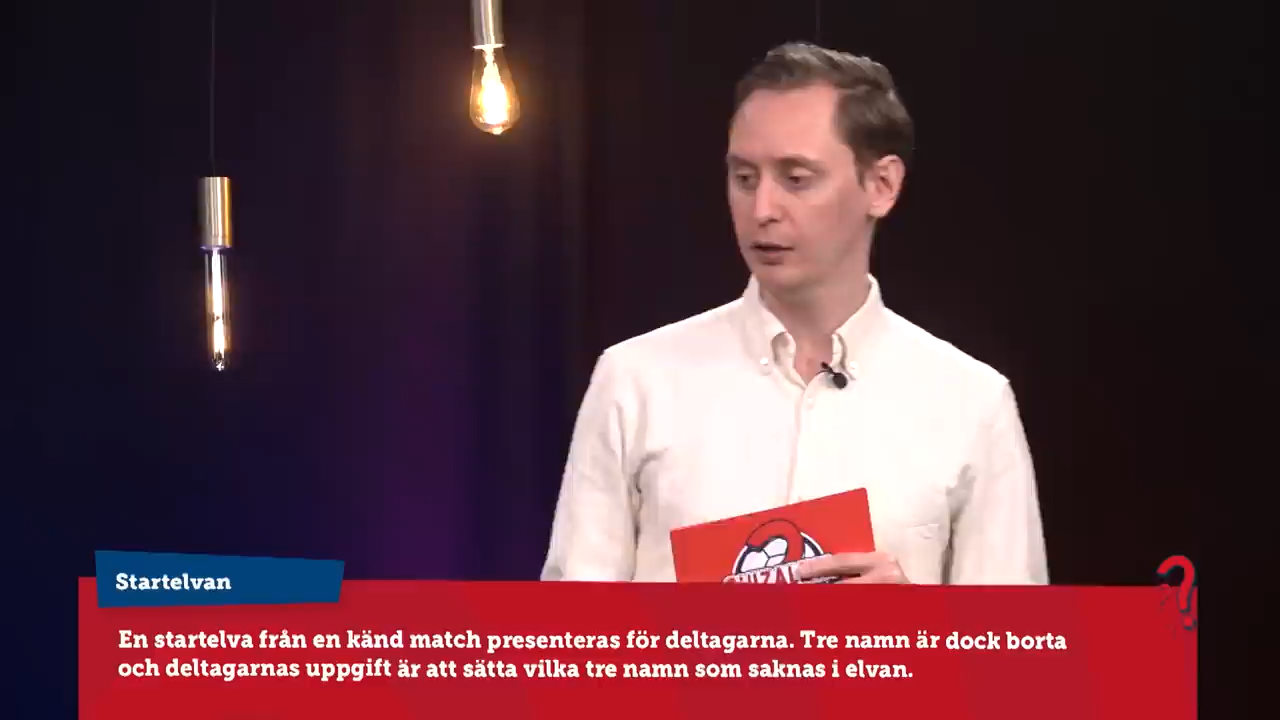 Startelvan
En startelva från en känd match presenteras för deltagarna. Tre namn är dock borta
och deltagarnas uppgift är att sätta vilka tre namn som saknas i elvan.